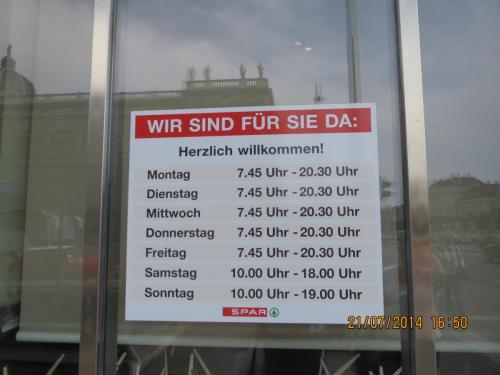 WIR SIND FÜR SIE DA:
Herzlich willkommen!
Montag 7.45 Uhr - 20.30 Uhr
Dienstag 7.45 Uhr - 20.30 Uhr
Mittwoch 7.45 Uhr - 20.30 Uhr
Donnerstag 7.45 Uhr - 20.30 Uhr
Freitag 7.45 Uhr - 20.30 Uhr
Samstag 10.00 Uhr - 18.00 Uhr
Sonntag 10.00 Uhr - 19.00 Uhr
SPAR
21/07/2014 16:50